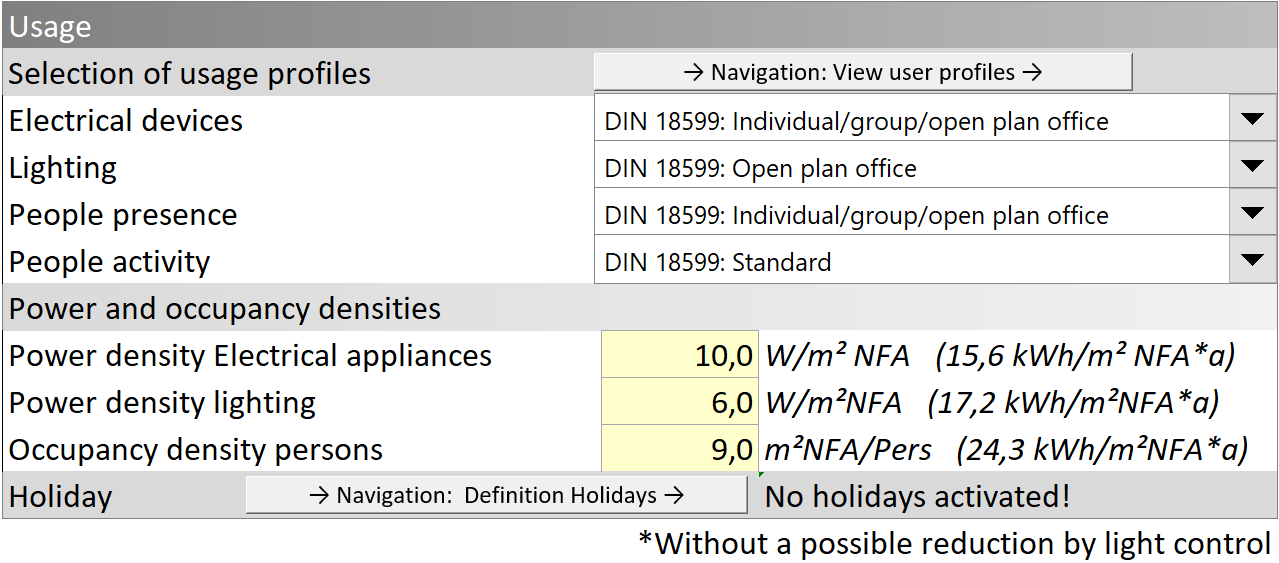 Usage
Selection of usage profiles → Navigation: View user profiles →
Electrical devices DIN 18599: Individual/group/open plan office
Lighting DIN 18599: Open plan office
People presence DIN 18599: Individual/group/open plan office
People activity DIN 18599: Standard
Power and occupancy densities
Power density Electrical appliances 10,0 W/m² NFA (15,6 kWh/m² NFA*a)
Power density lighting 6,0 W/m²NFA (17,2 kWh/m²NFA*a)
Occupancy density persons 9,0 m²NFA/Pers (24,3 kWh/m²NFA*a)
Holiday → Navigation: Definition Holidays → No holidays activated!
*Without a possible reduction by light control